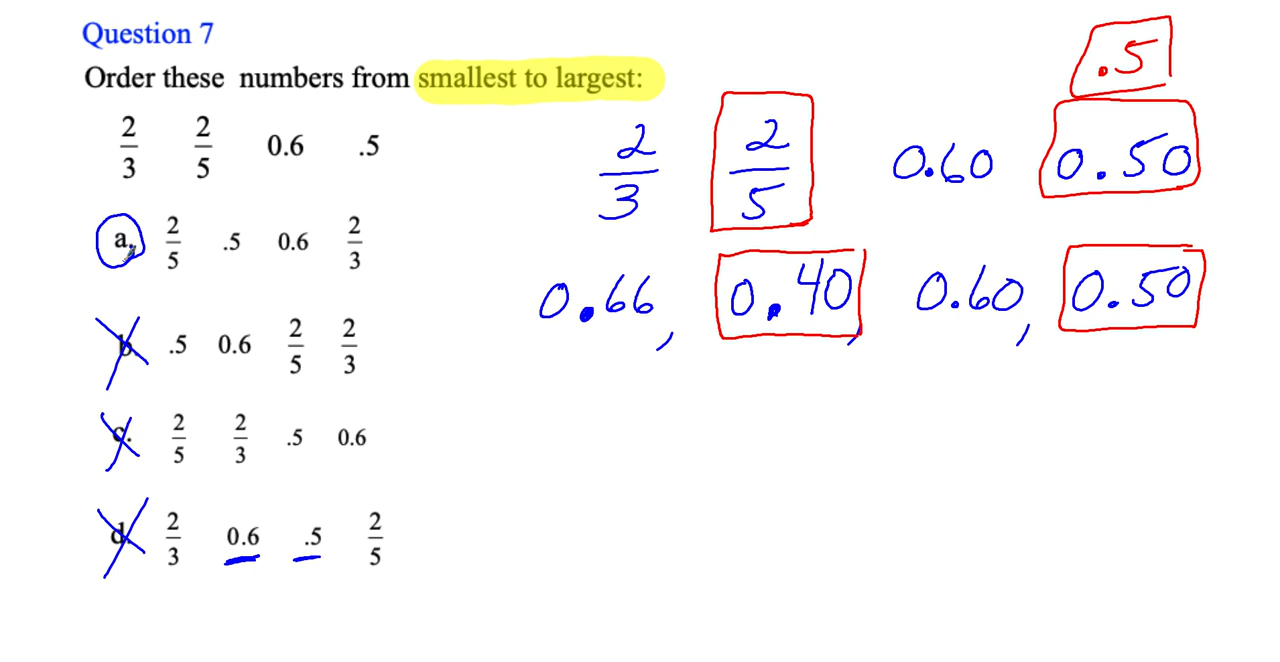 Question 7
Order these numbers from smallest to largest:
2/3 2/5 0.6 .5
a. 2/5 .5 0.6 2/3
b. .5 0.6 2/5 2/3
c. 2/5 2/3 .5 0.6
d. 2/3 0.6 .5 2/5
.5
2/3 2/5 0.60 0.50
0.66, 0.40, 0.60, 0.50